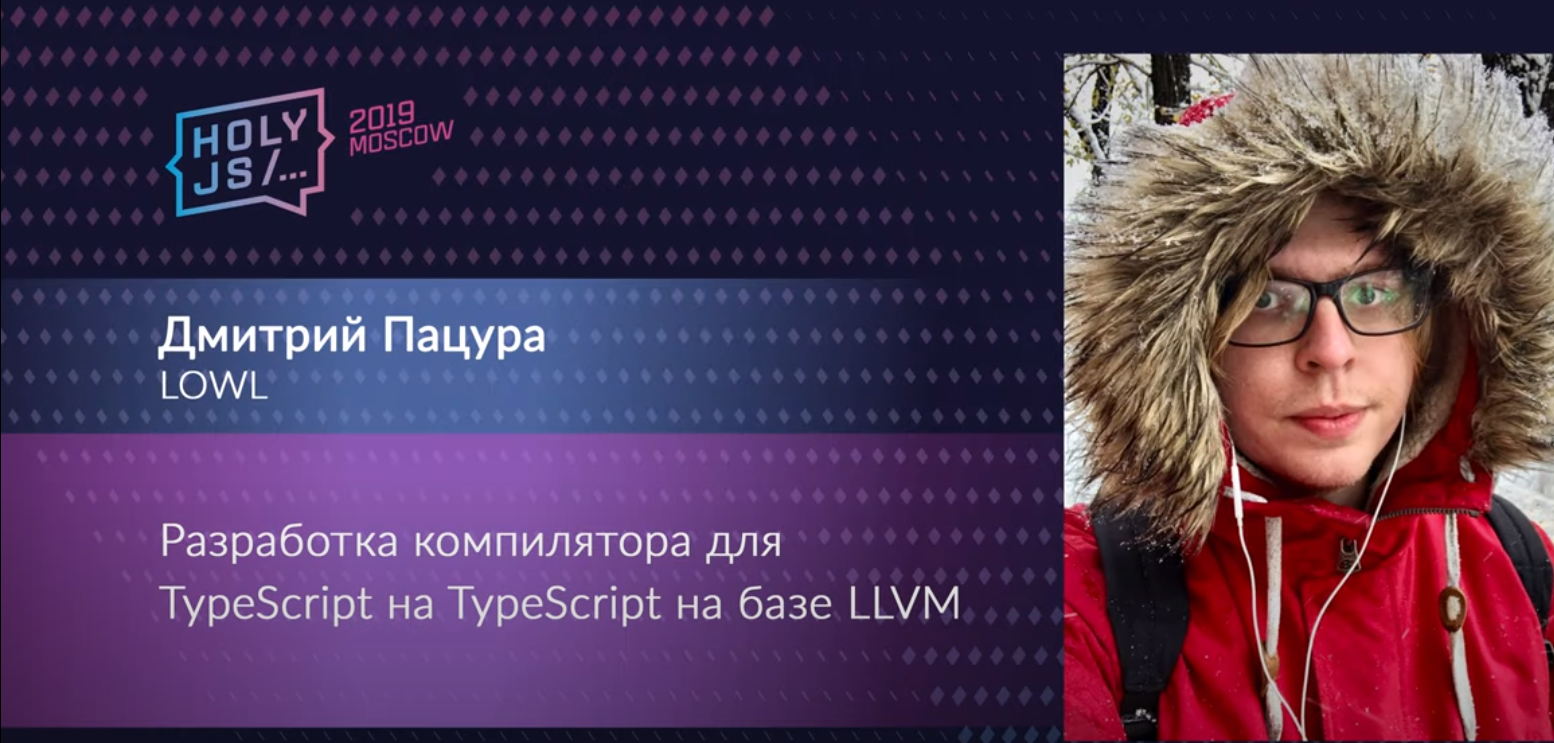 HOLY
JS/...
2019
MOSCOW
Дмитрий Пацура
LOWL
Разработка компилятора для
TypeScript на TypeScript на базе LLVM